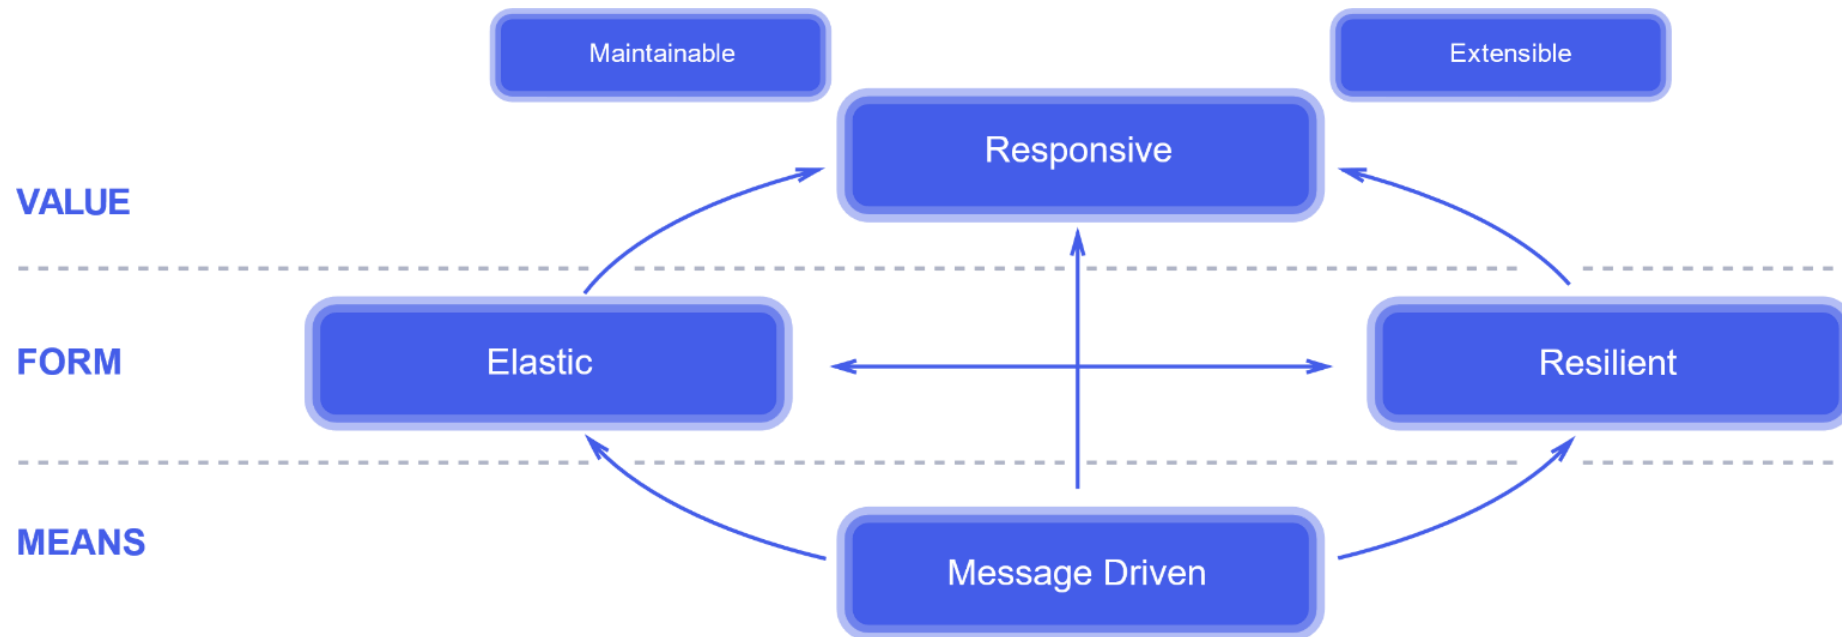 Maintainable
Extensible
Responsive
VALUE
FORM
Elastic
Resilient
MEANS
Message Driven